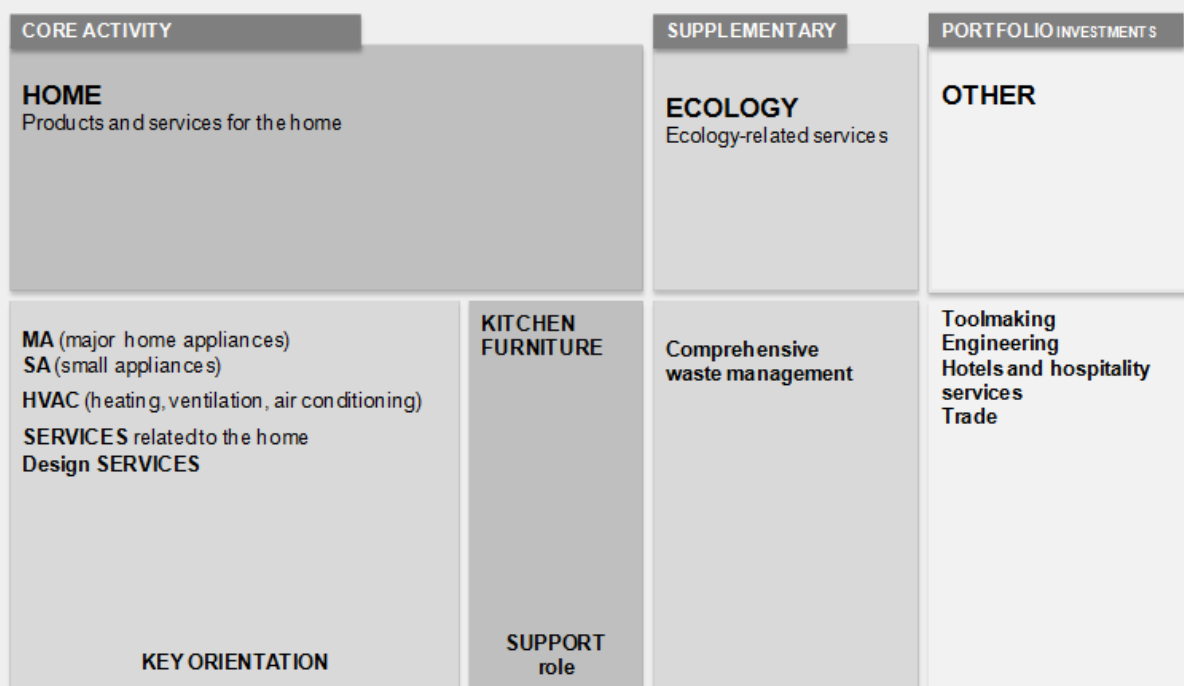 CORE ACTIVITY
HOME
Products and services for the home
SUPPLEMENTARY
ECOLOGY
Ecology-related services
PORTFOLIO INVESTMENTS
OTHER
MA (major home appliances)
SA (small appliances)
HVAC (heating, ventilation, air conditioning)
SERVICES related to the home
Design SERVICES
KEY ORIENTATION
KITCHEN
FURNITURE
SUPPORT
role
Comprehensive
waste management
Toolmaking
Engineering
Hotels and hospitality
services
Trade